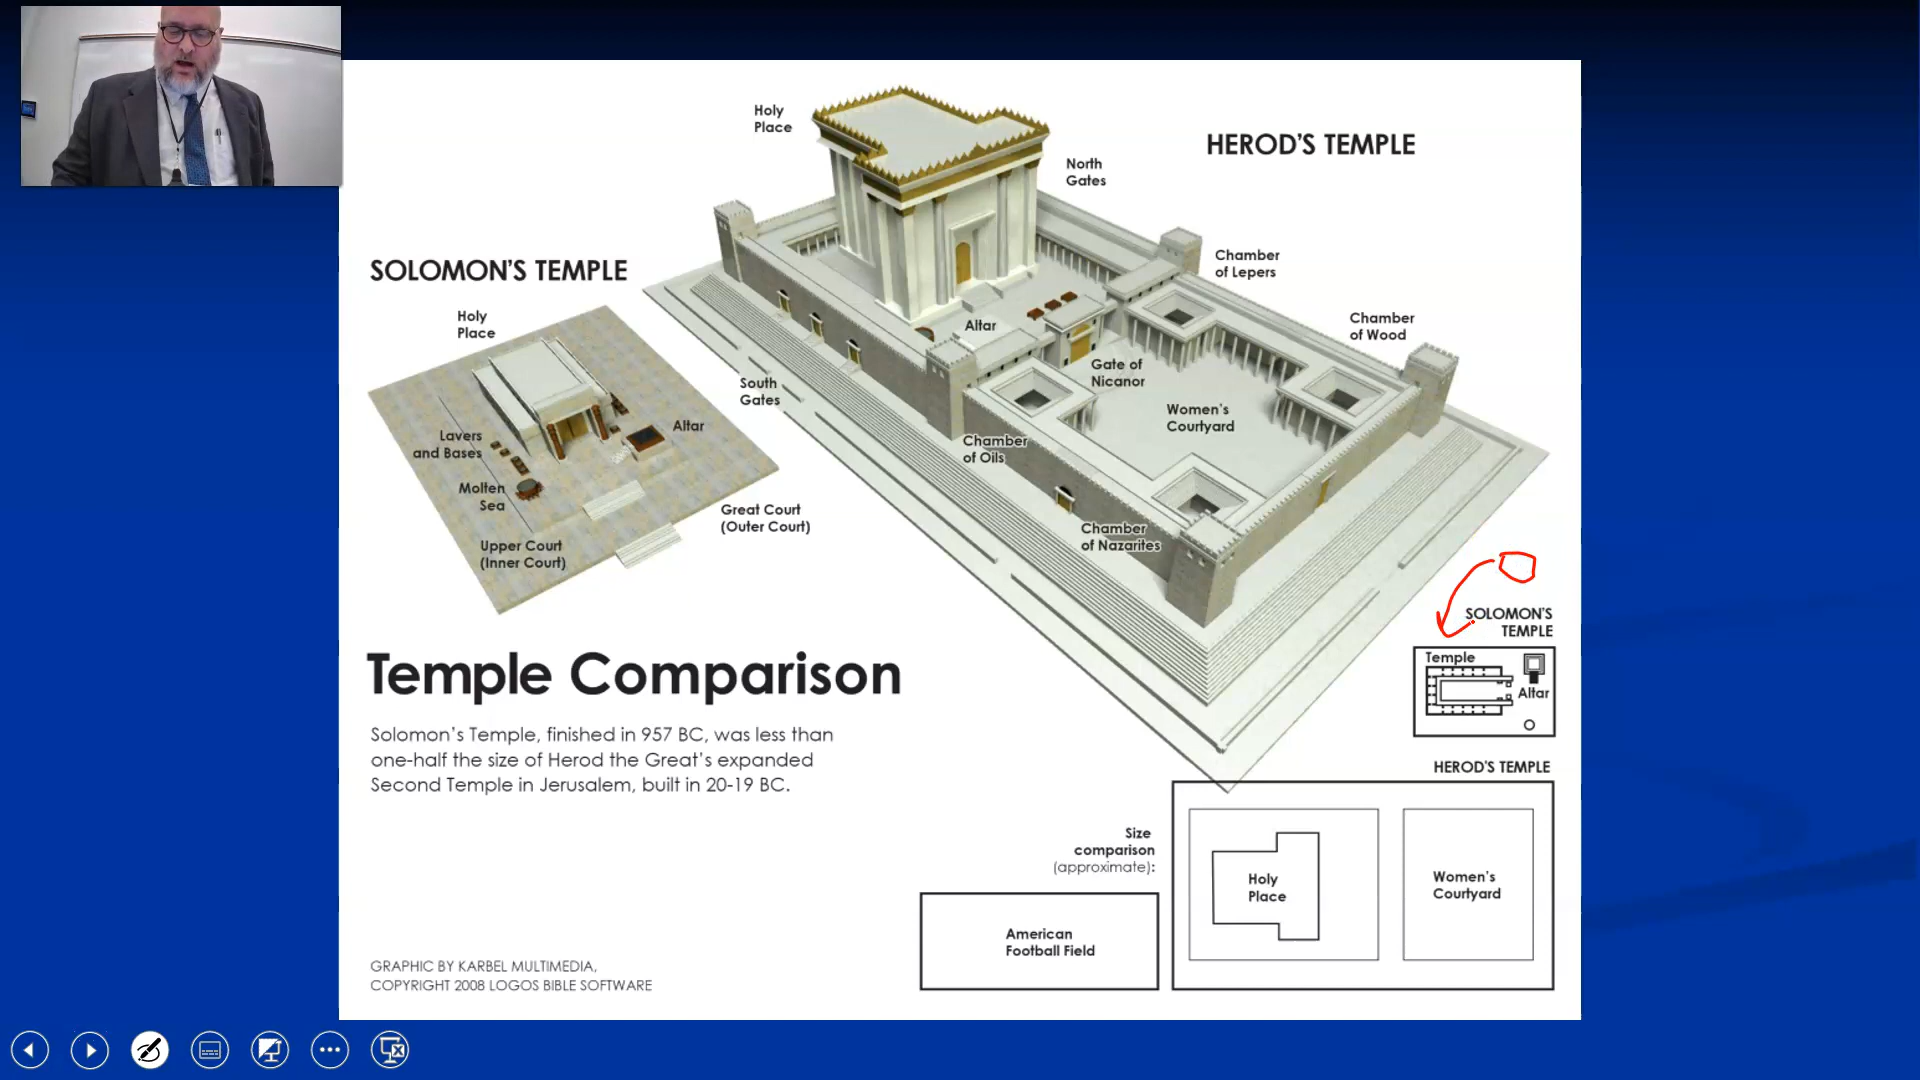 Holy
Place
HEROD'S TEMPLE
North
Gates
Chamber
of Lepers
SOLOMON'S TEMPLE
Holy
Place
Altar
Chamber
of Wood
Gate of
Nicanor
South
Gates
Women's
Courtyard
Altar
Lavers
and Bases
Chamber
of Oils
Molten
Sea
Great Court
(Outer Court)
Chamber
of Nazarites
Upper Court
(Inner Court)
SOLOMON'S
TEMPLE
Temple
Altar
Temple Comparison
Solomon's Temple, finished in 957 BC, was less than
one-half the size of Herod the Great's expanded
Second Temple in Jerusalem, built in 20-19 BC.
HEROD'S TEMPLE
Size
comparison
(approximate):
Holy
Place
Women's
Courtyard
American
Football Field
GRAPHIC BY KARBEL MULTIMEDIA,
COPYRIGHT 2008 LOGOS BIBLE SOFTWARE